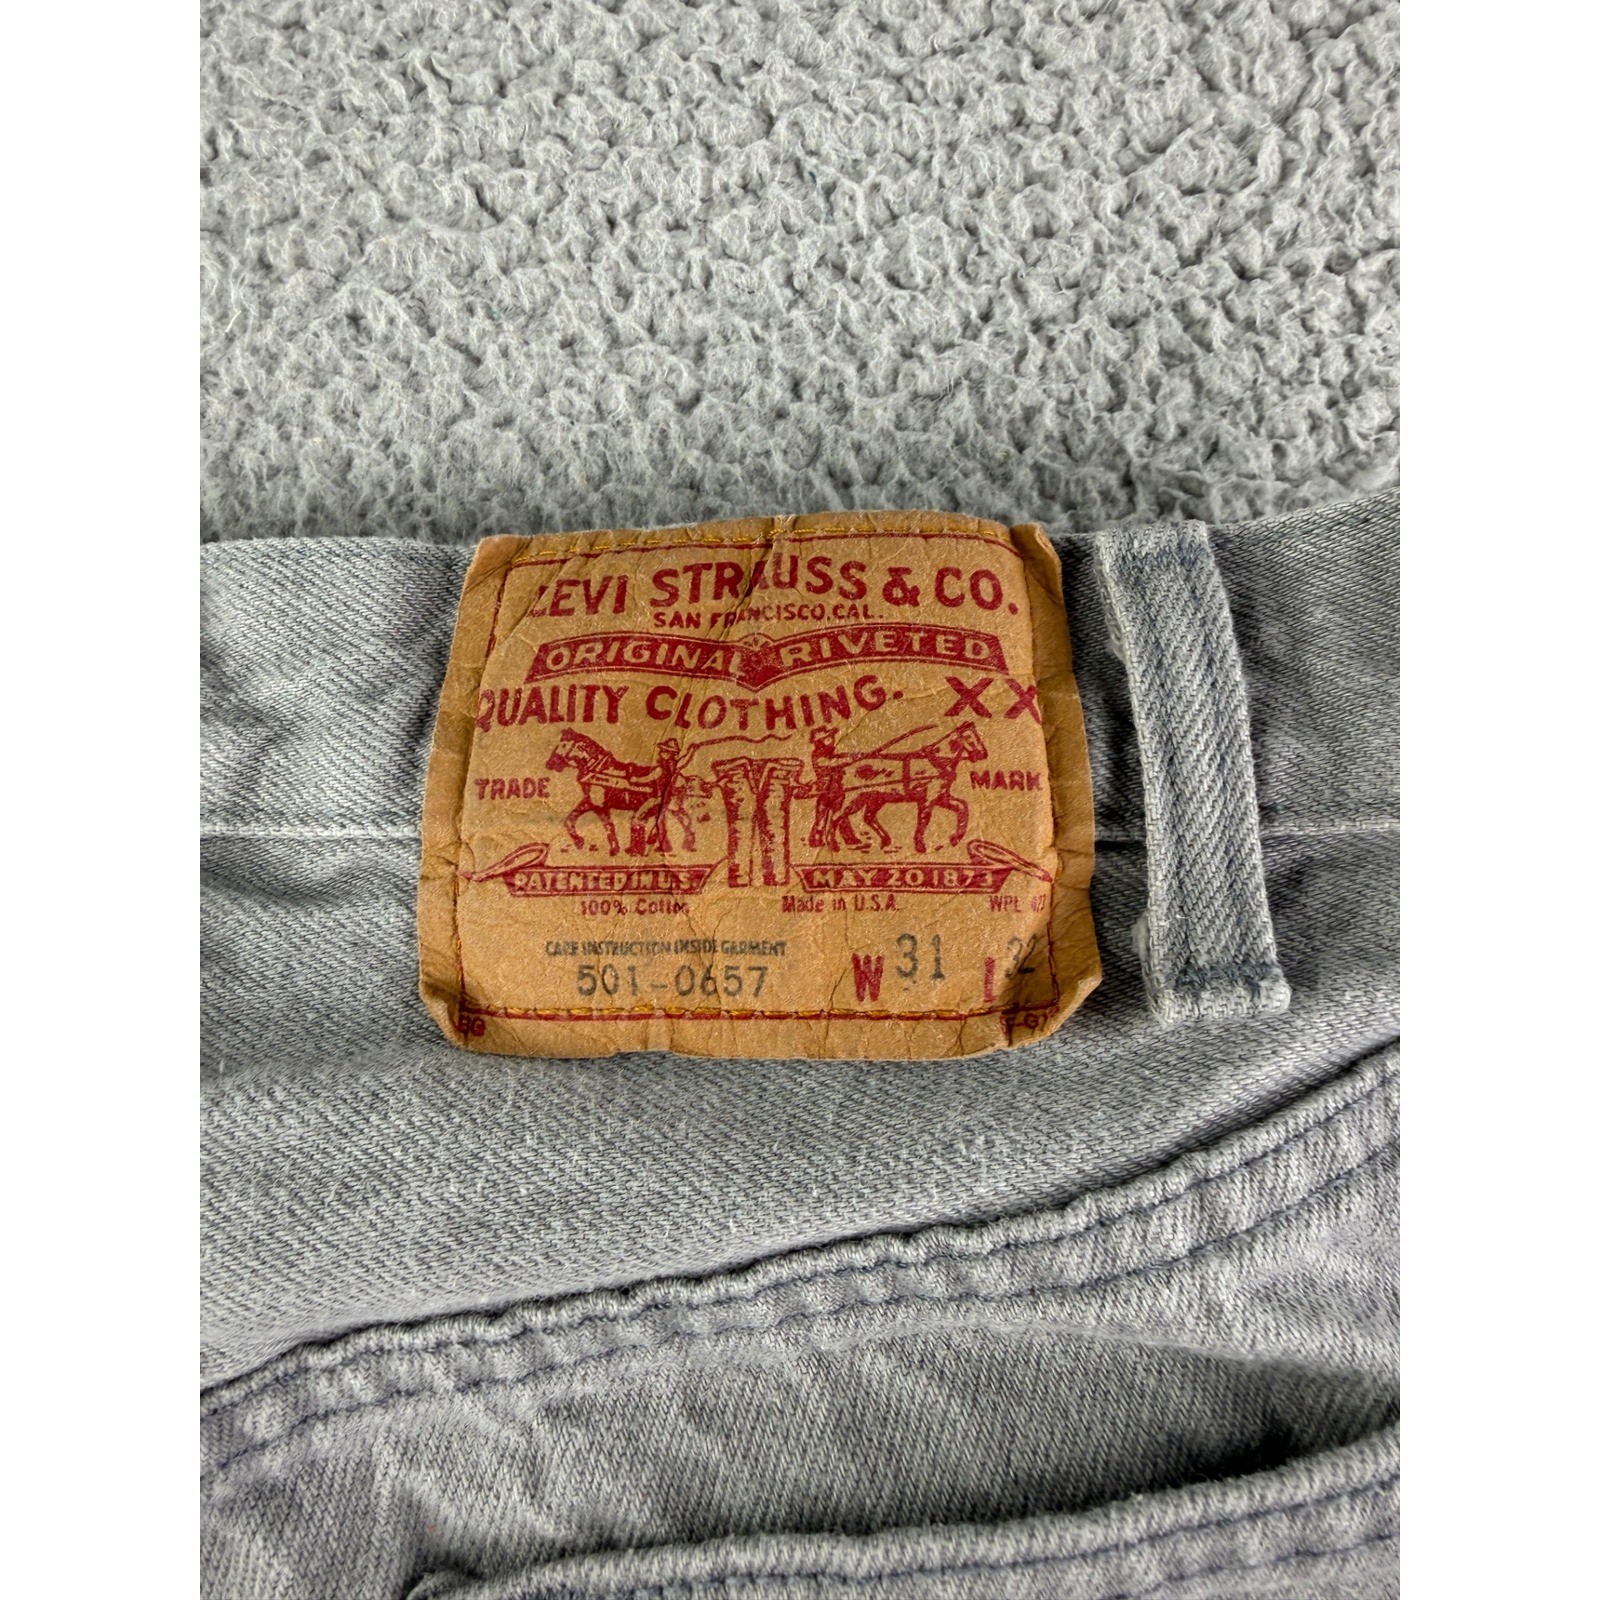 LEVI STRAUSS & CO.
SAN FRANCISCO, CAL.
ORIGINAL RIVETED
QUALITY CLOTHING. XX
TRADE MARK
PATENTED IN U.S. MAY 20 1873
100% Cotton Made in U.S.A. WPL
CARE INSTRUCTION INSIDE GARMENT
501-0657 W 31 L 32